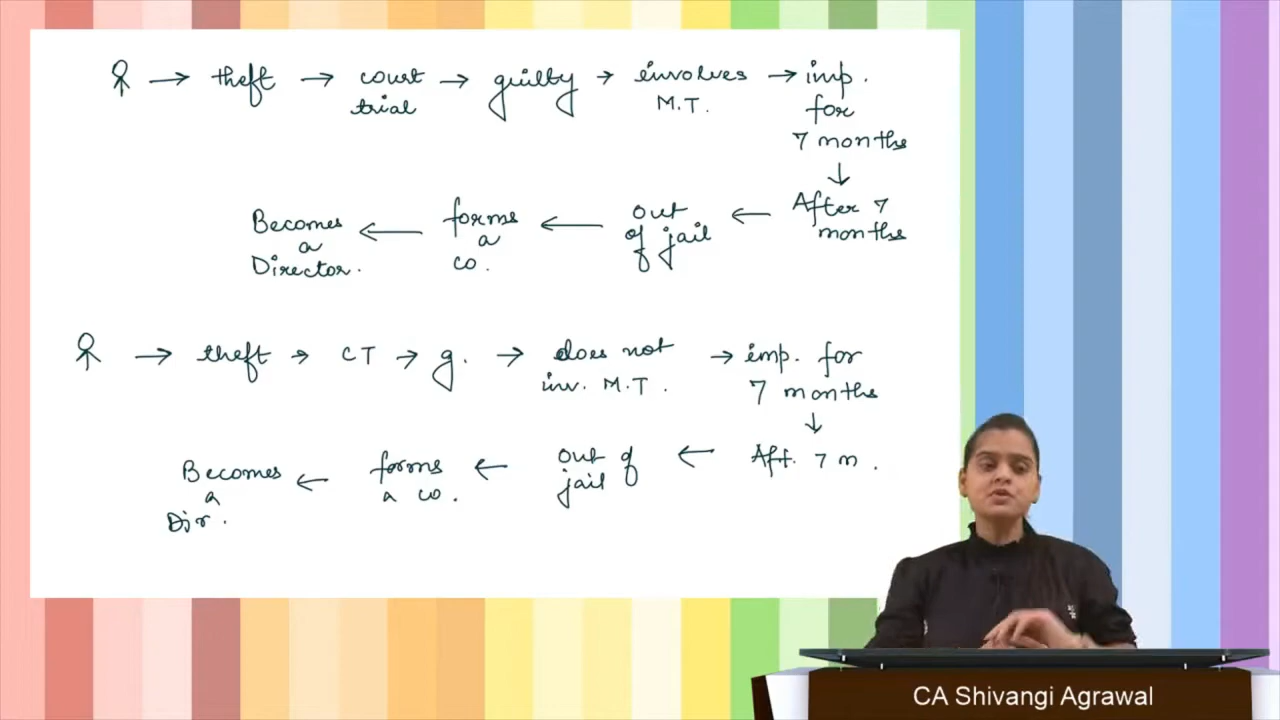 theft → court trial → guilty → involves M.T. → imp. for 7 months
↓
After 7 months
Becomes a Director. ← forms a co. ← out of jail ←
→ theft → CT → g. → does not inv. M.T. → imp. for 7 months
↓
Becomes a Dir. ← forms a co. ← out of jail ← Aft. 7 m.
CA Shivangi Agrawal